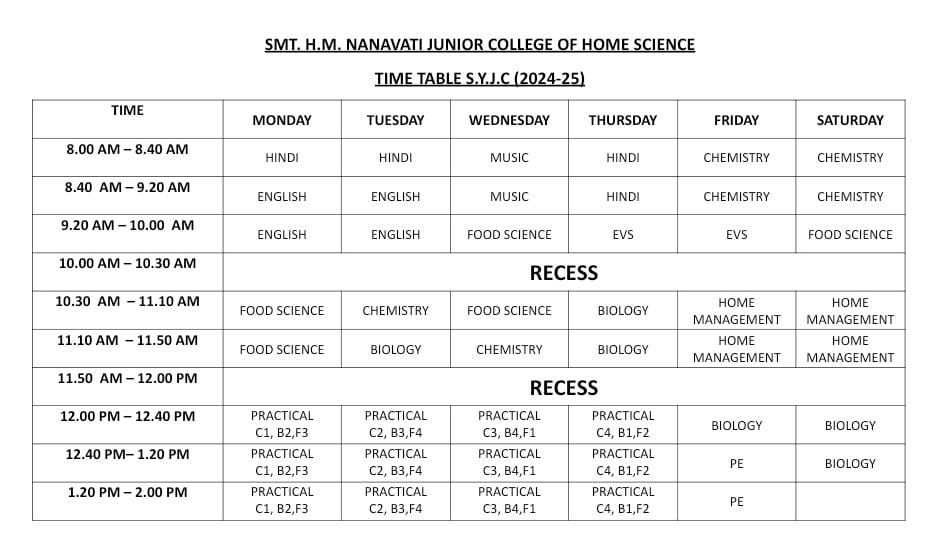 SMT. H.M. NANAVATI JUNIOR COLLEGE OF HOME SCIENCE
TIME TABLE S.Y.J.C (2024-25)
TIME MONDAY TUESDAY WEDNESDAY THURSDAY FRIDAY SATURDAY
8.00 AM – 8.40 AM HINDI HINDI MUSIC HINDI CHEMISTRY CHEMISTRY
8.40 AM – 9.20 AM ENGLISH ENGLISH MUSIC HINDI CHEMISTRY CHEMISTRY
9.20 AM – 10.00 AM ENGLISH ENGLISH FOOD SCIENCE EVS EVS FOOD SCIENCE
10.00 AM – 10.30 AM RECESS
10.30 AM – 11.10 AM FOOD SCIENCE CHEMISTRY FOOD SCIENCE BIOLOGY HOME HOME
MANAGEMENT MANAGEMENT
11.10 AM – 11.50 AM FOOD SCIENCE BIOLOGY CHEMISTRY BIOLOGY HOME HOME
MANAGEMENT MANAGEMENT
11.50 AM – 12.00 PM RECESS
12.00 PM – 12.40 PM PRACTICAL PRACTICAL PRACTICAL PRACTICAL BIOLOGY BIOLOGY
C1, B2,F3 C2, B3,F4 C3, B4,F1 C4, B1,F2
12.40 PM– 1.20 PM PRACTICAL PRACTICAL PRACTICAL PRACTICAL PE BIOLOGY
C1, B2,F3 C2, B3,F4 C3, B4,F1 C4, B1,F2
1.20 PM – 2.00 PM PRACTICAL PRACTICAL PRACTICAL PRACTICAL PE
C1, B2,F3 C2, B3,F4 C3, B4,F1 C4, B1,F2